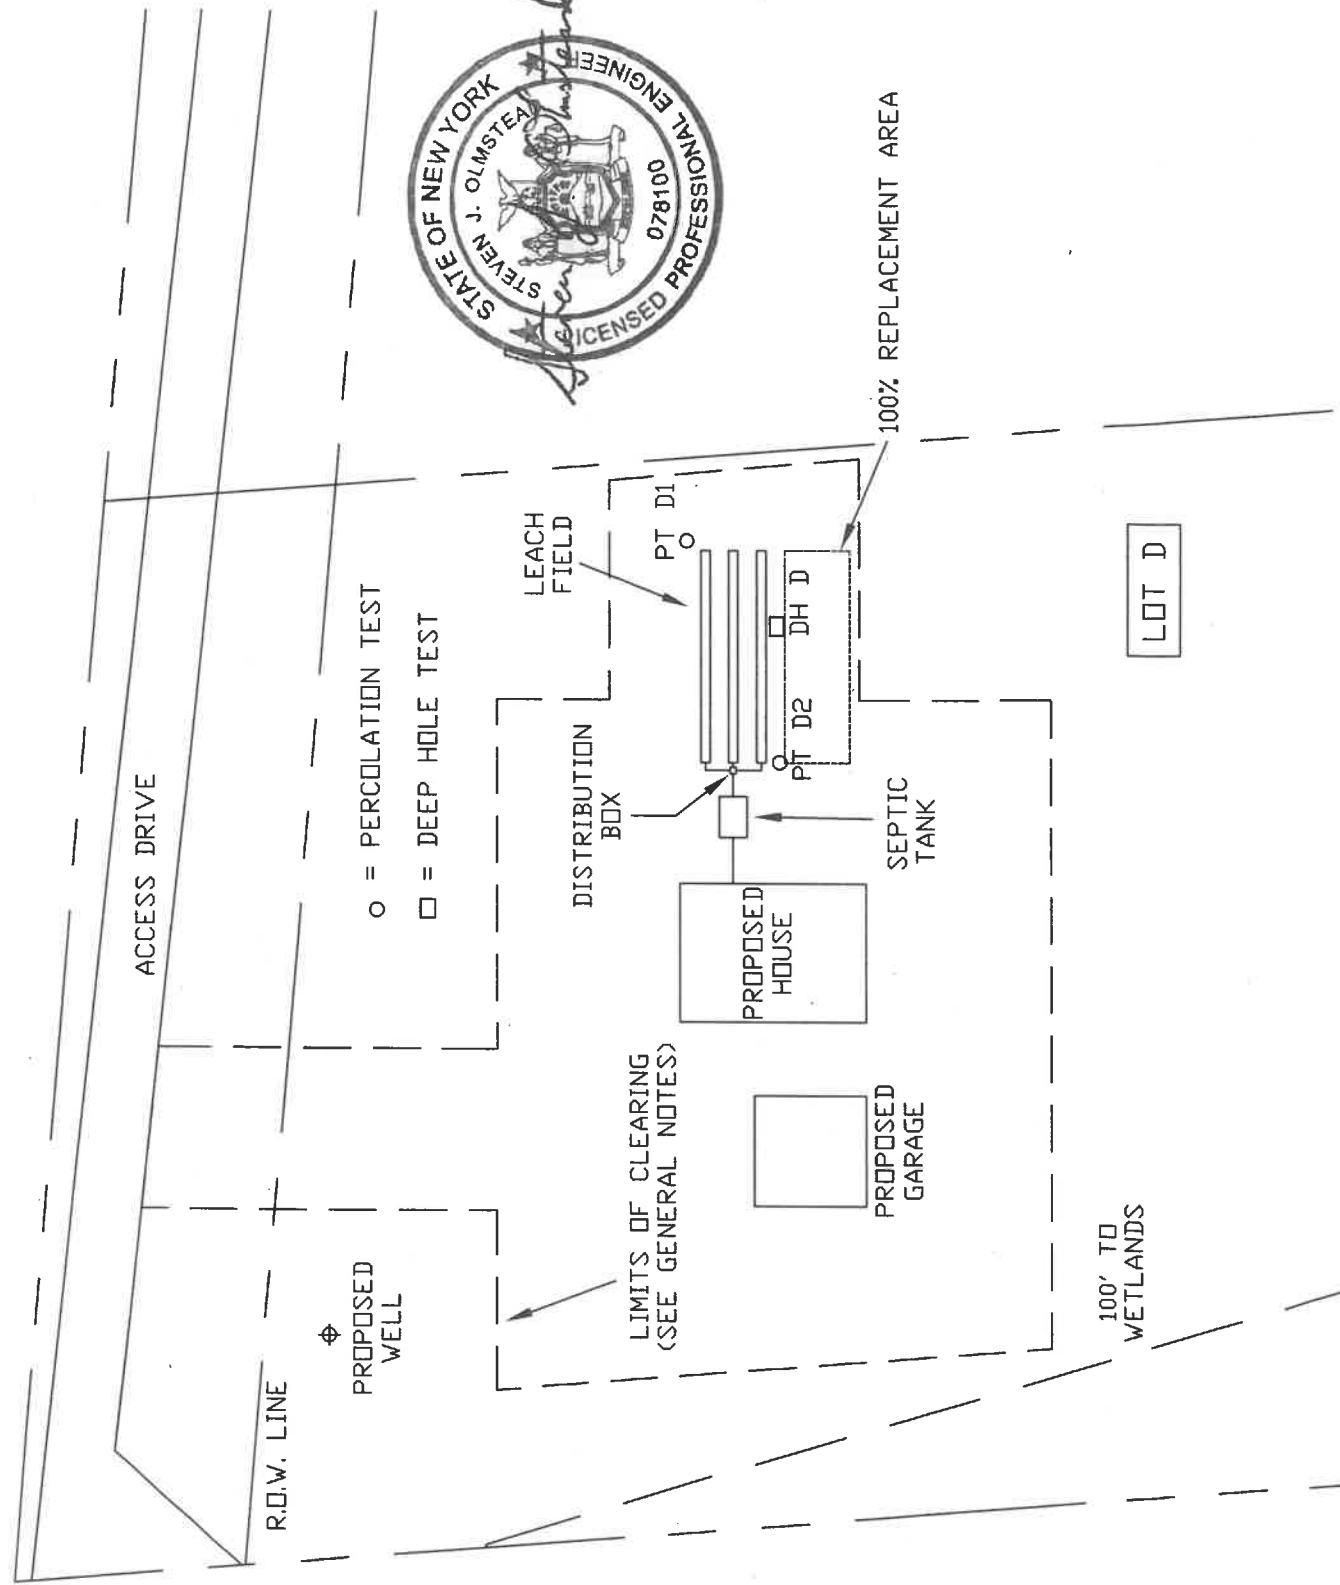 ACCESS DRIVE
STATE OF NEW YORK
STEVEN J. OLMSTEAD
078100
LICENSED PROFESSIONAL ENGINEER
○ = PERCOLATION TEST
□ = DEEP HOLE TEST
R.O.W. LINE
PROPOSED
WELL
LEACH
FIELD
PT D1
DISTRIBUTION
BOX
100% REPLACEMENT AREA
DH D
PT D2
SEPTIC
TANK
PROPOSED
HOUSE
LIMITS OF CLEARING
(SEE GENERAL NOTES)
PROPOSED
GARAGE
100' TO
WETLANDS
LOT D